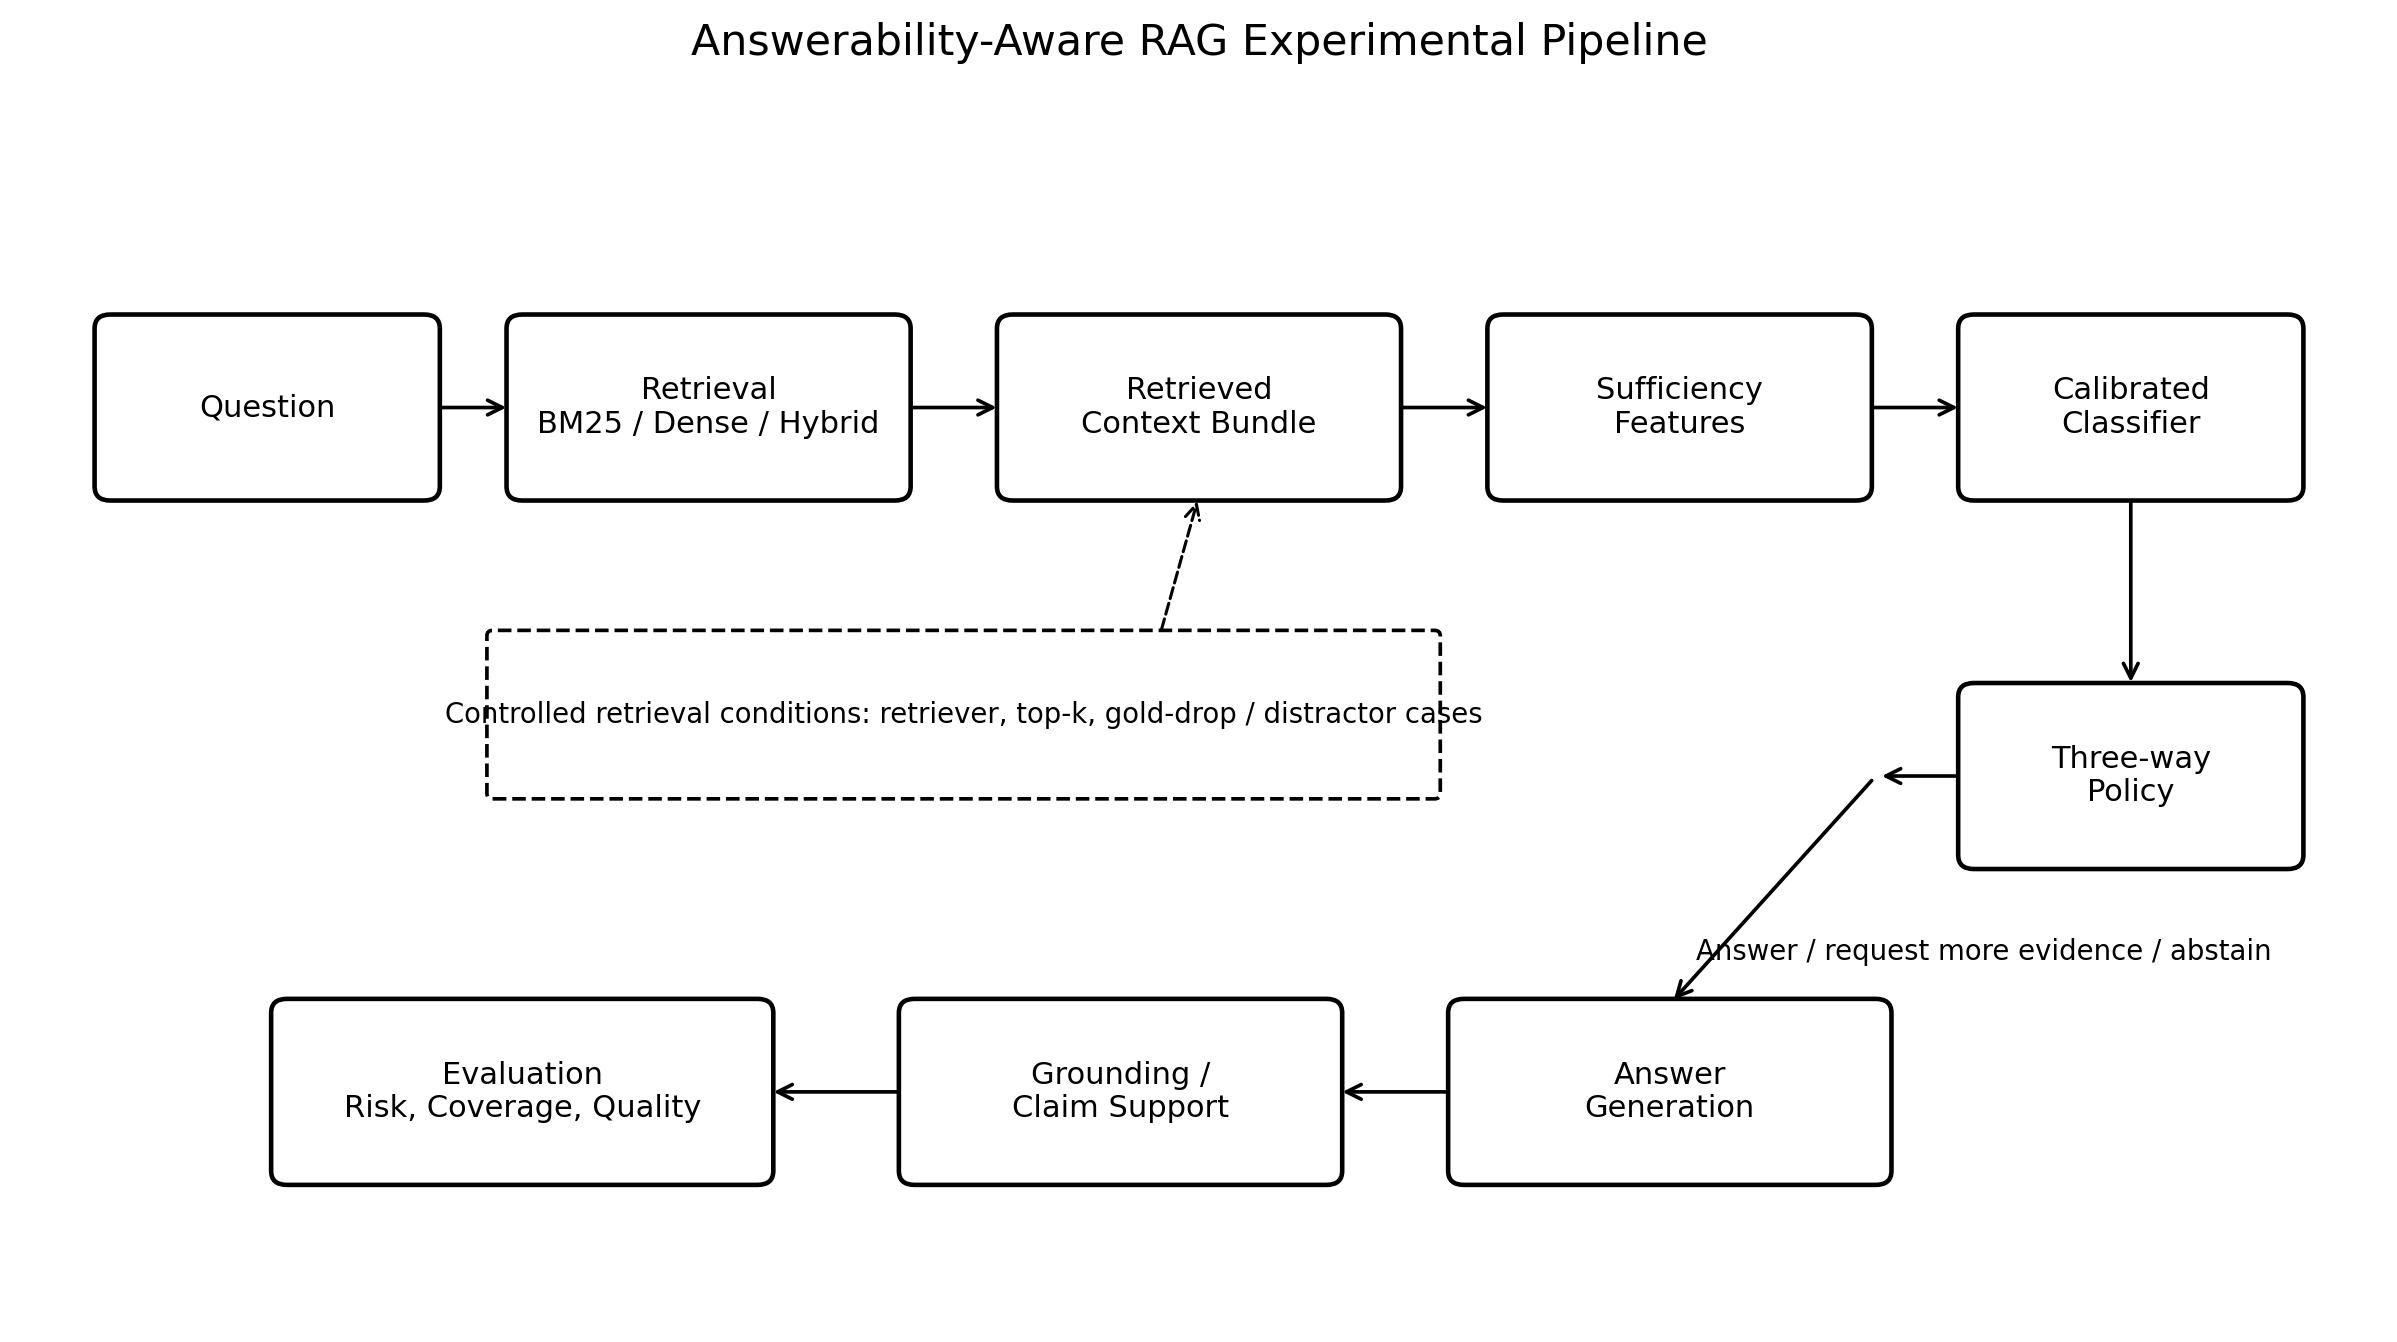 Answerability-Aware RAG Experimental Pipeline
Question
Retrieval
BM25 / Dense / Hybrid
Retrieved
Context Bundle
Sufficiency
Features
Calibrated
Classifier
Controlled retrieval conditions: retriever, top-k, gold-drop / distractor cases
Three-way
Policy
Answer / request more evidence / abstain
Answer
Generation
Grounding /
Claim Support
Evaluation
Risk, Coverage, Quality